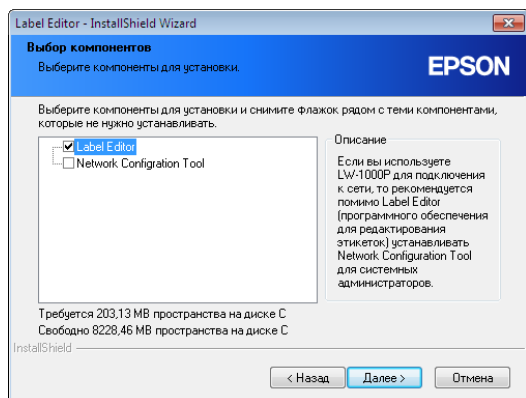 Label Editor - InstallShield Wizard
Выбор компонентов
Выберите компоненты для установки.
EPSON
Выберите компоненты для установки и снимите флажок рядом с теми компонентами,
которые не нужно устанавливать.
Label Editor
Network Configration Tool
Описание
Если вы используете
LW-1000P для подключения
к сети, то рекомендуется
помимо Label Editor
(программного обеспечения
для редактирования
этикеток) устанавливать
Network Configuration Tool
для системных
администраторов.
Требуется 203,13 MB пространства на диске C
Свободно 8228,46 MB пространства на диске C
InstallShield
< Назад
Далее >
Отмена